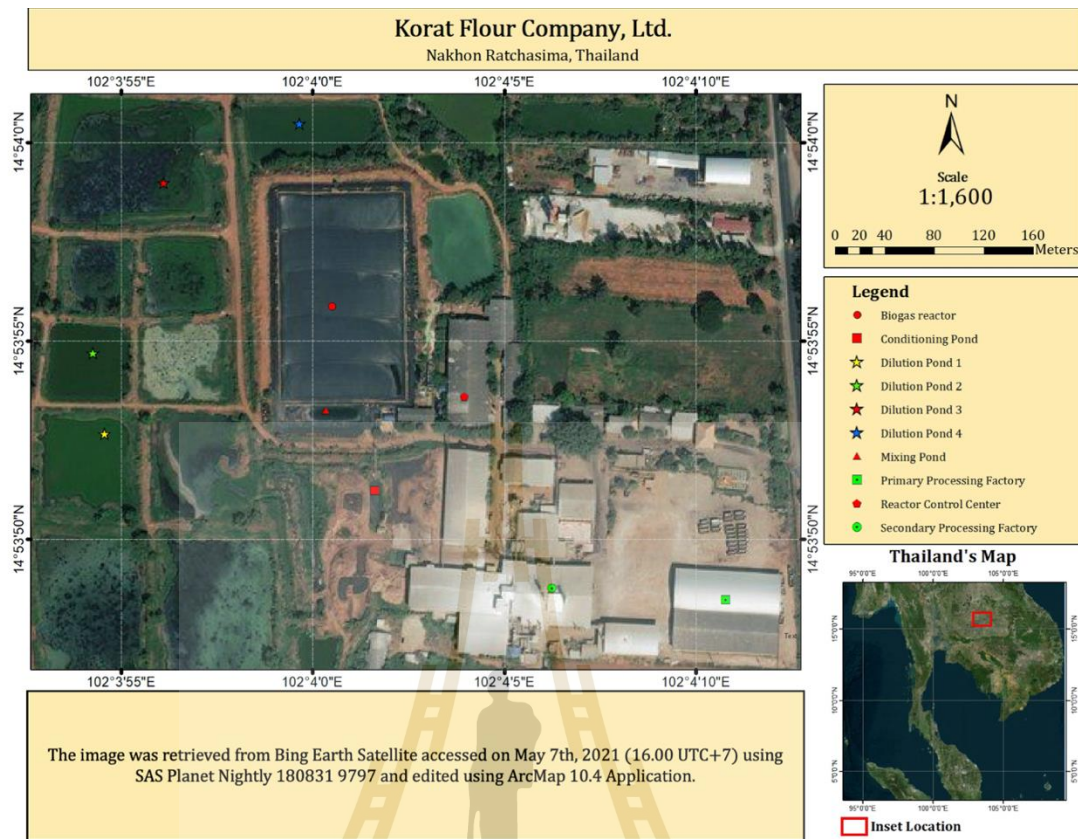 Korat Flour Company, Ltd.
Nakhon Ratchasima, Thailand
102°3'55"E 102°4'0"E 102°4'5"E 102°4'10"E
14°54'0"N 14°54'0"N
14°53'55"N 14°53'55"N
14°53'50"N 14°53'50"N
102°3'55"E 102°4'0"E 102°4'5"E 102°4'10"E
N
Scale
1:1,600
0 20 40 80 120 160
Meters
Legend
Biogas reactor
Conditioning Pond
Dilution Pond 1
Dilution Pond 2
Dilution Pond 3
Dilution Pond 4
Mixing Pond
Primary Processing Factory
Reactor Control Center
Secondary Processing Factory
Thailand's Map
95°0'0"E 100°0'0"E 105°0'0"E
15°0'0"N 15°0'0"N
10°0'0"N 10°0'0"N
5°0'0"N 5°0'0"N
95°0'0"E 100°0'0"E 105°0'0"E
Inset Location
The image was retrieved from Bing Earth Satellite accessed on May 7th, 2021 (16.00 UTC+7) using
SAS Planet Nightly 180831 9797 and edited using ArcMap 10.4 Application.